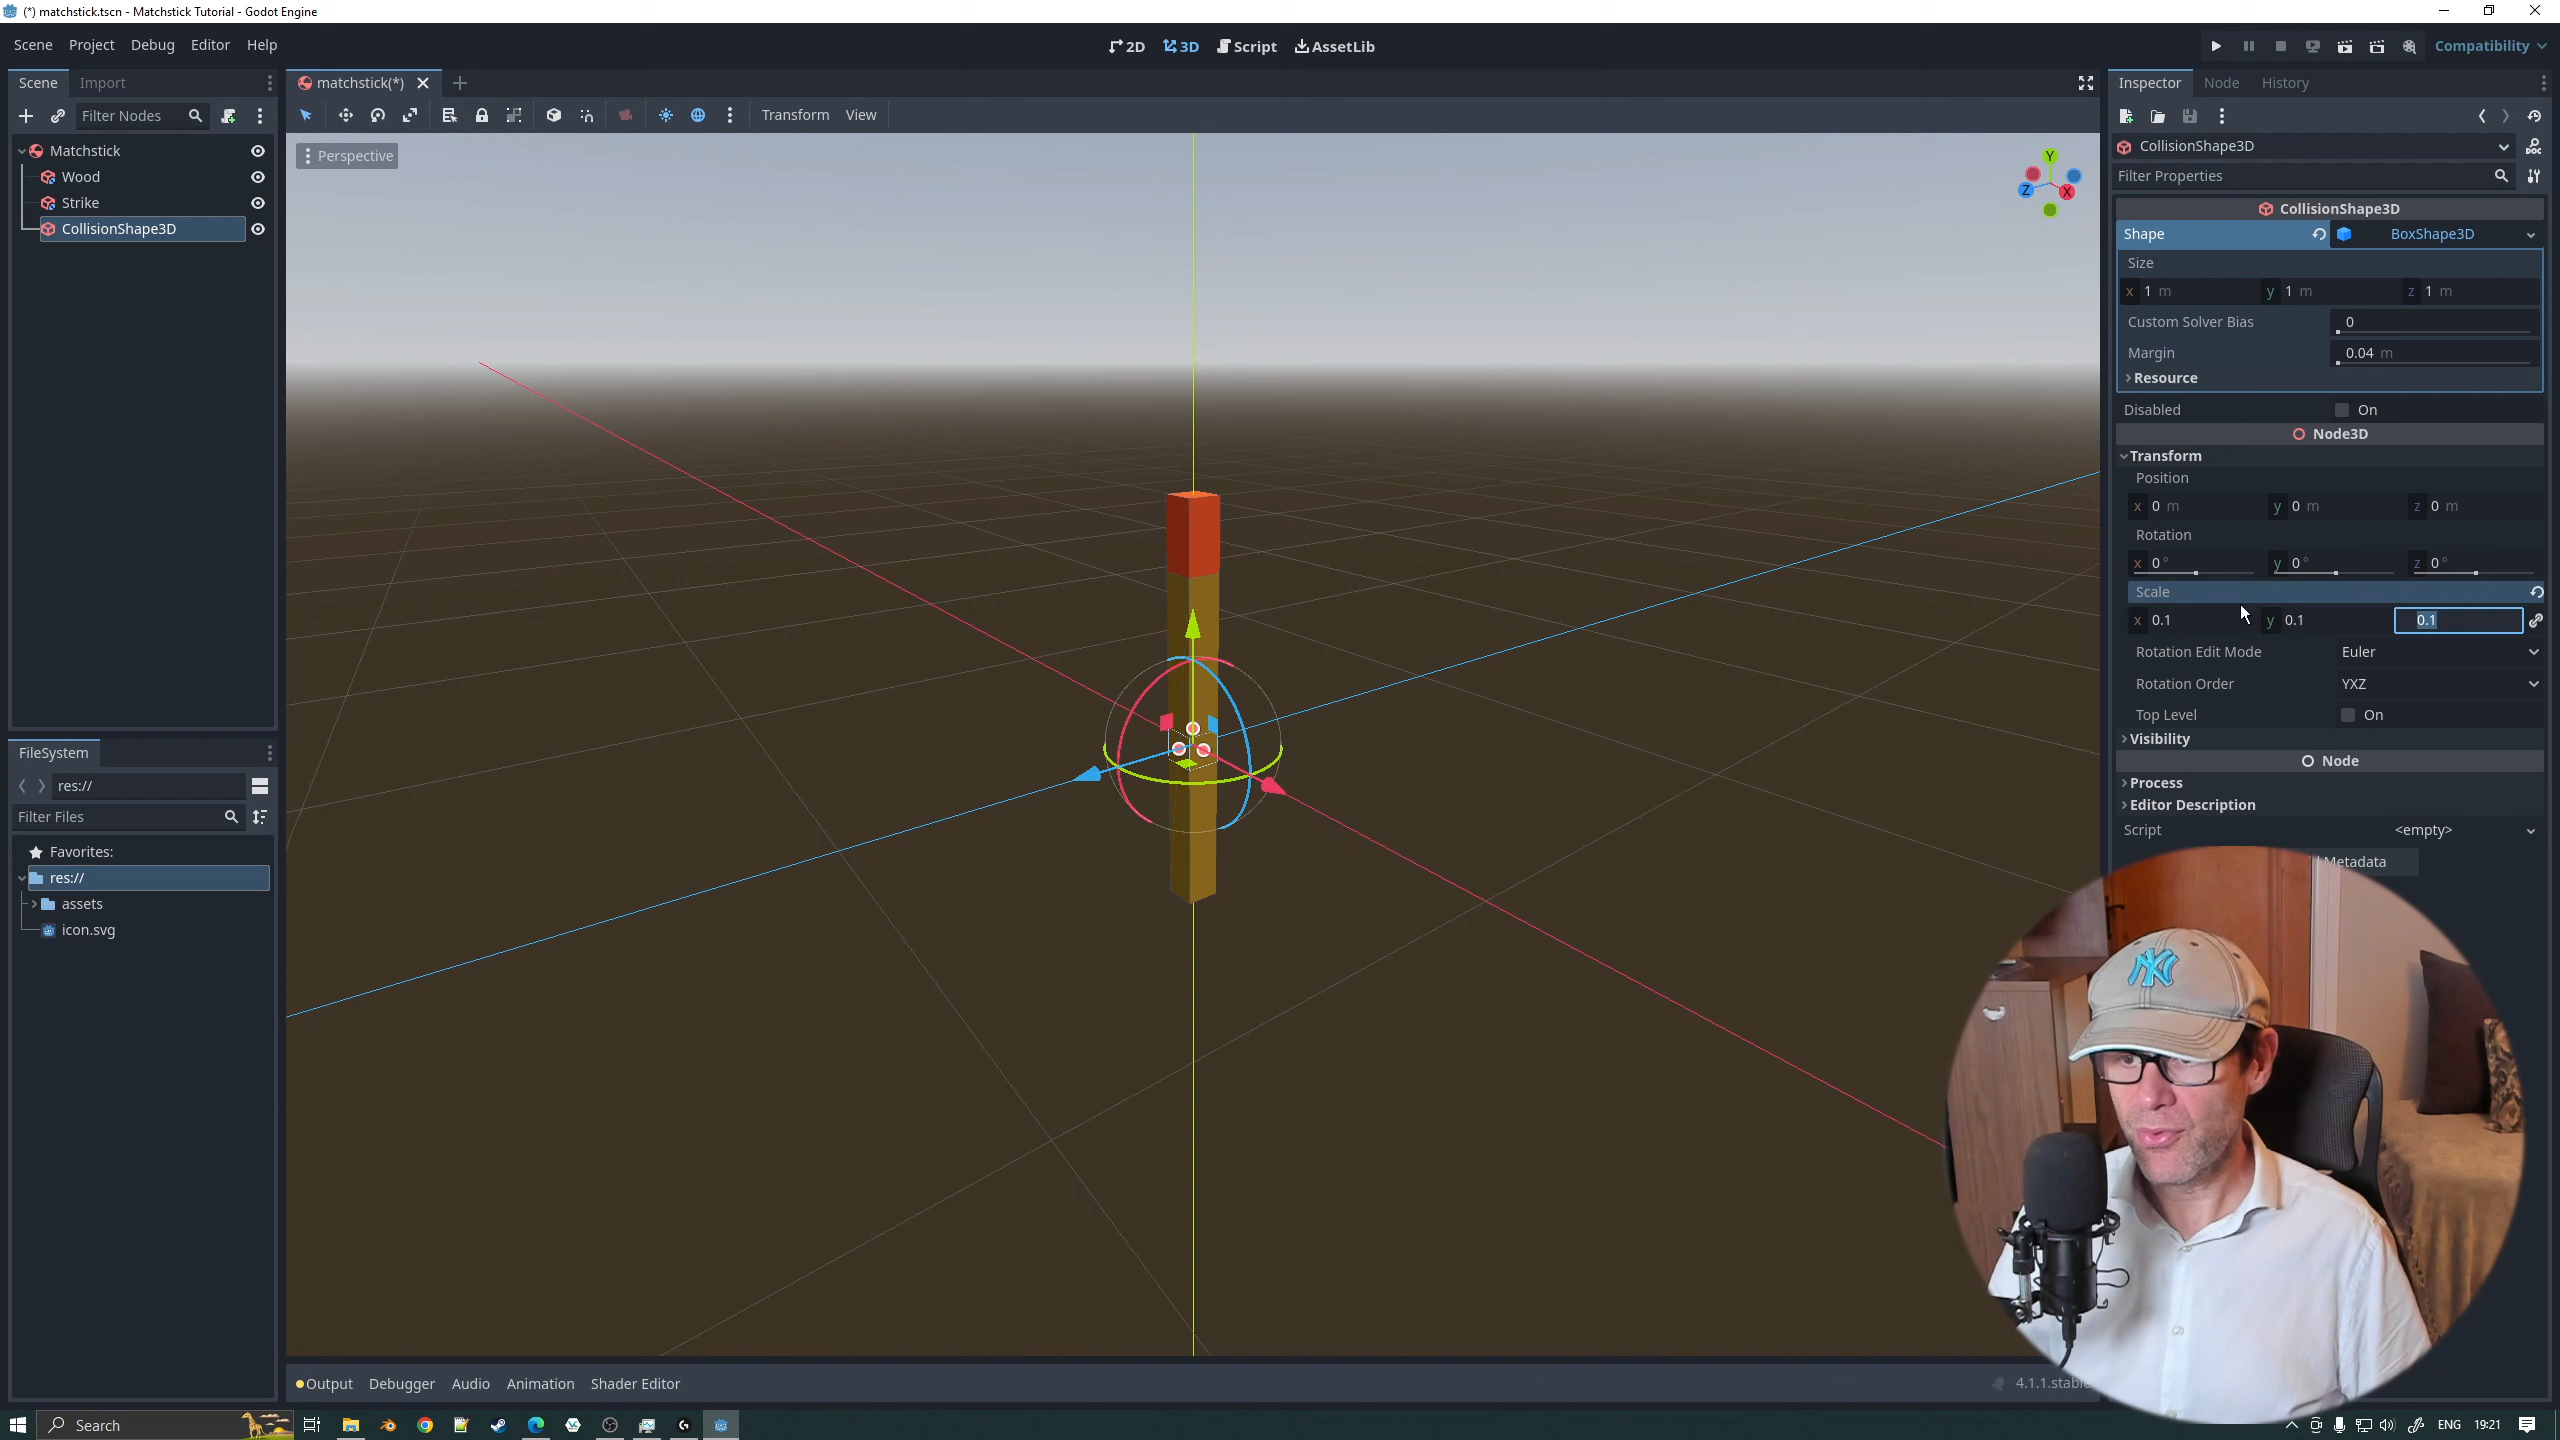 (*) matchstick.tscn - Matchstick Tutorial - Godot Engine
Scene Project Debug Editor Help
2D 3D Script AssetLib
Compatibility
Scene Import
matchstick(*)
Inspector Node History
Filter Nodes
Transform View
Perspective
Matchstick
Wood
Strike
CollisionShape3D
Y
Z
X
CollisionShape3D
DOC
Filter Properties
CollisionShape3D
Shape BoxShape3D
Size
x 1 m y 1 m z 1 m
Custom Solver Bias 0
Margin 0.04 m
Resource
Disabled On
Node3D
Transform
Position
x 0 m y 0 m z 0 m
Rotation
x 0 ° y 0 ° z 0 °
Scale
x 0.1 y 0.1 0.1
Rotation Edit Mode Euler
Rotation Order YXZ
Top Level On
Visibility
Node
Process
Editor Description
Script <empty>
Metadata
FileSystem
res://
Filter Files
Favorites:
res://
assets
icon.svg
NY
Output Debugger Audio Animation Shader Editor
4.1.1.stable
Search
ENG 19:21